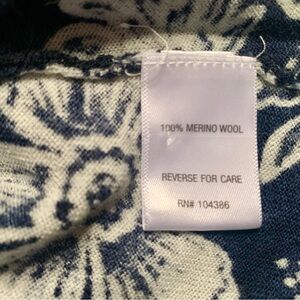 100% MERINO WOOL
REVERSE FOR CARE
RN# 104386